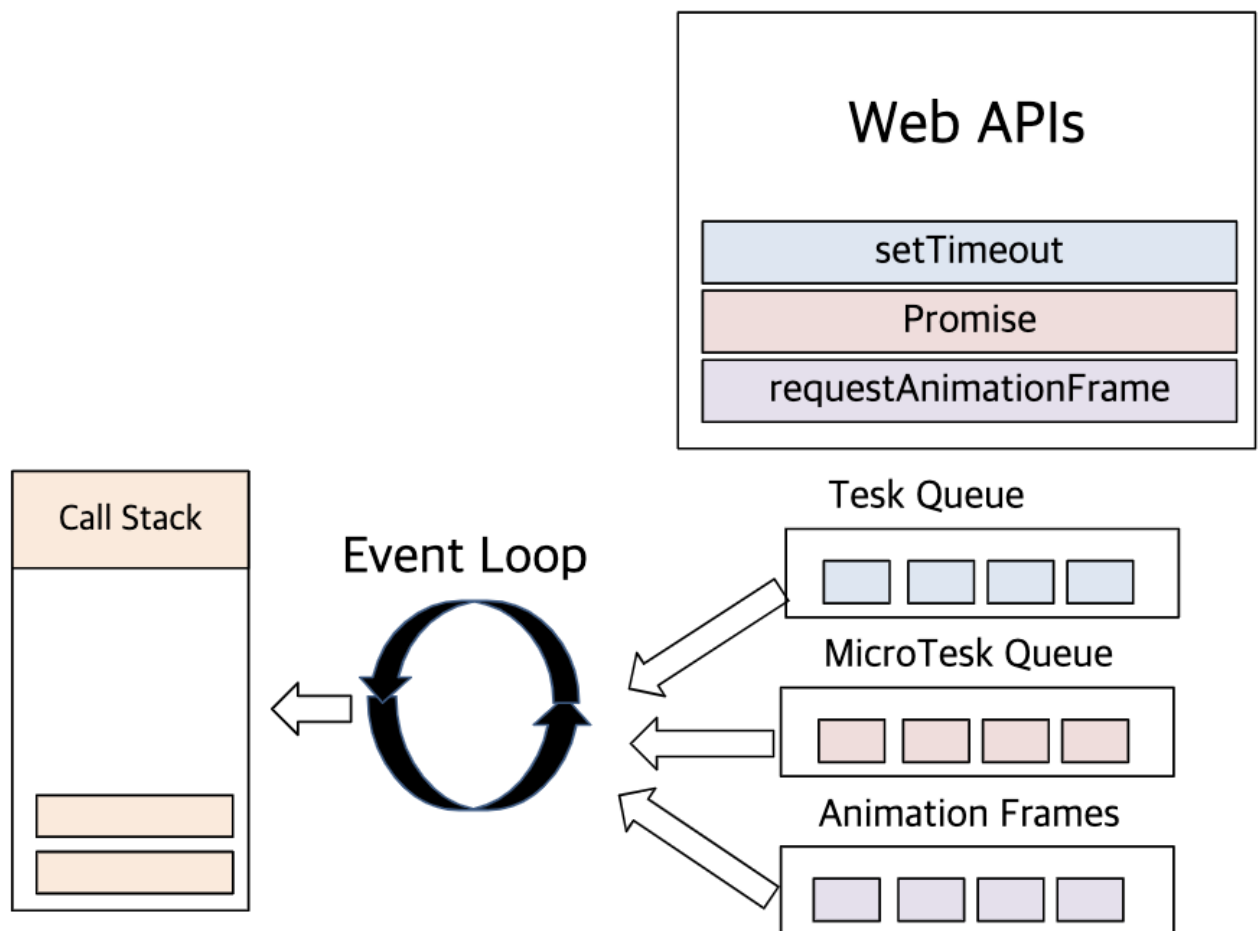 Web APIs
setTimeout
Promise
requestAnimationFrame
Call Stack
Event Loop
Tesk Queue
MicroTesk Queue
Animation Frames